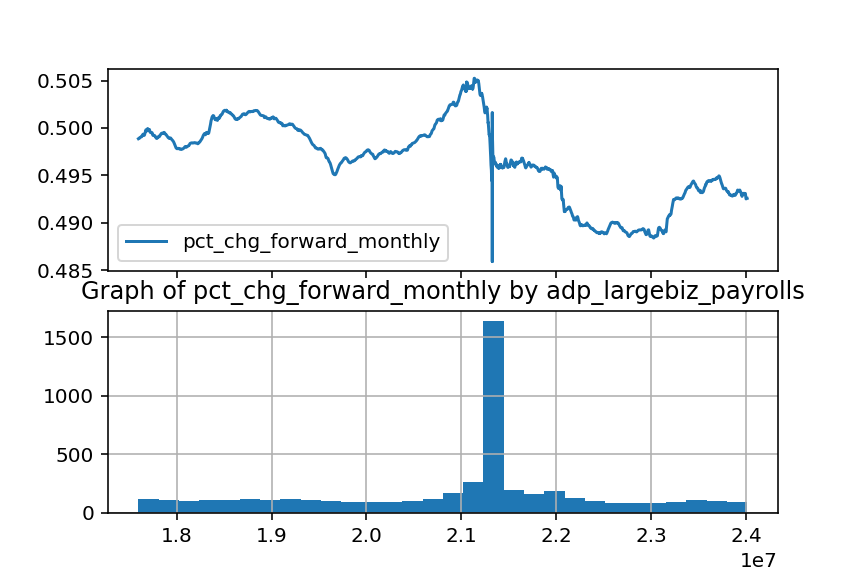 0.505
0.500
0.495
0.490
0.485
pct_chg_forward_monthly
Graph of pct_chg_forward_monthly by adp_largebiz_payrolls
1500
1000
500
0
1.8 1.9 2.0 2.1 2.2 2.3 2.4
1e7